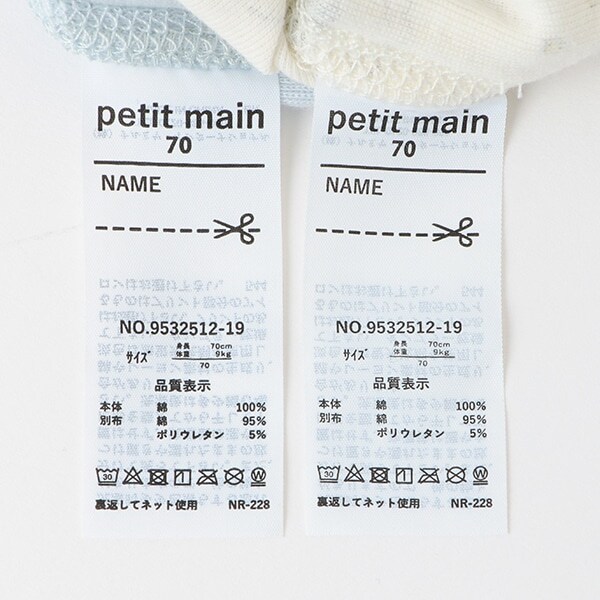 petit main
70
NAME
NO.9532512-19
サイズ 身長 70cm
体重 9kg
70
品質表示
本体 綿 100%
別布 綿 95%
ポリウレタン 5%
30
裏返してネット使用 NR-228
petit main
70
NAME
NO.9532512-19
サイズ 身長 70cm
体重 9kg
70
品質表示
本体 綿 100%
別布 綿 95%
ポリウレタン 5%
30
裏返してネット使用 NR-228